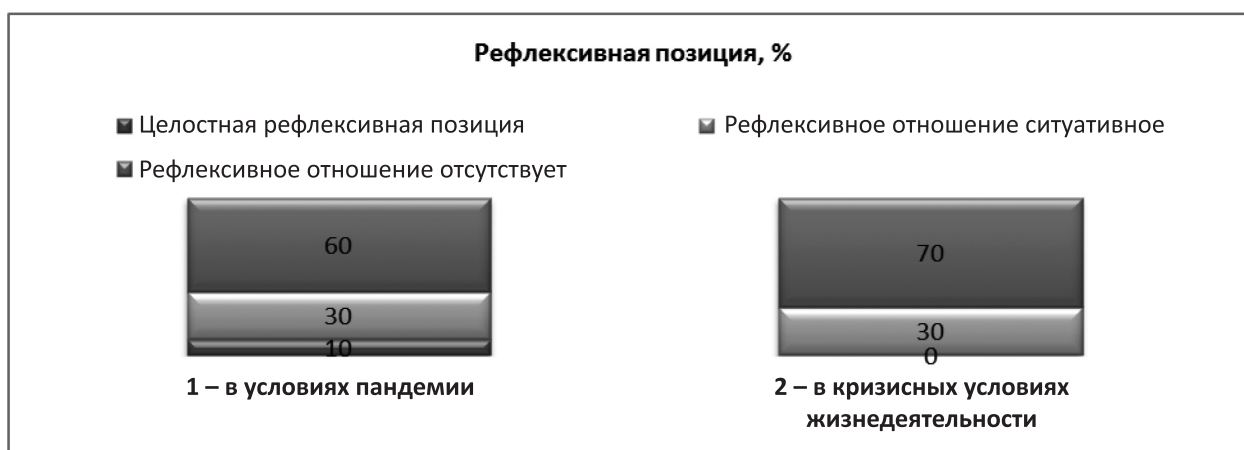 Рефлексивная позиция, %
Целостная рефлексивная позиция
Рефлексивное отношение ситуативное
Рефлексивное отношение отсутствует
60
30
10
1 – в условиях пандемии
70
30
0
2 – в кризисных условиях
жизнедеятельности